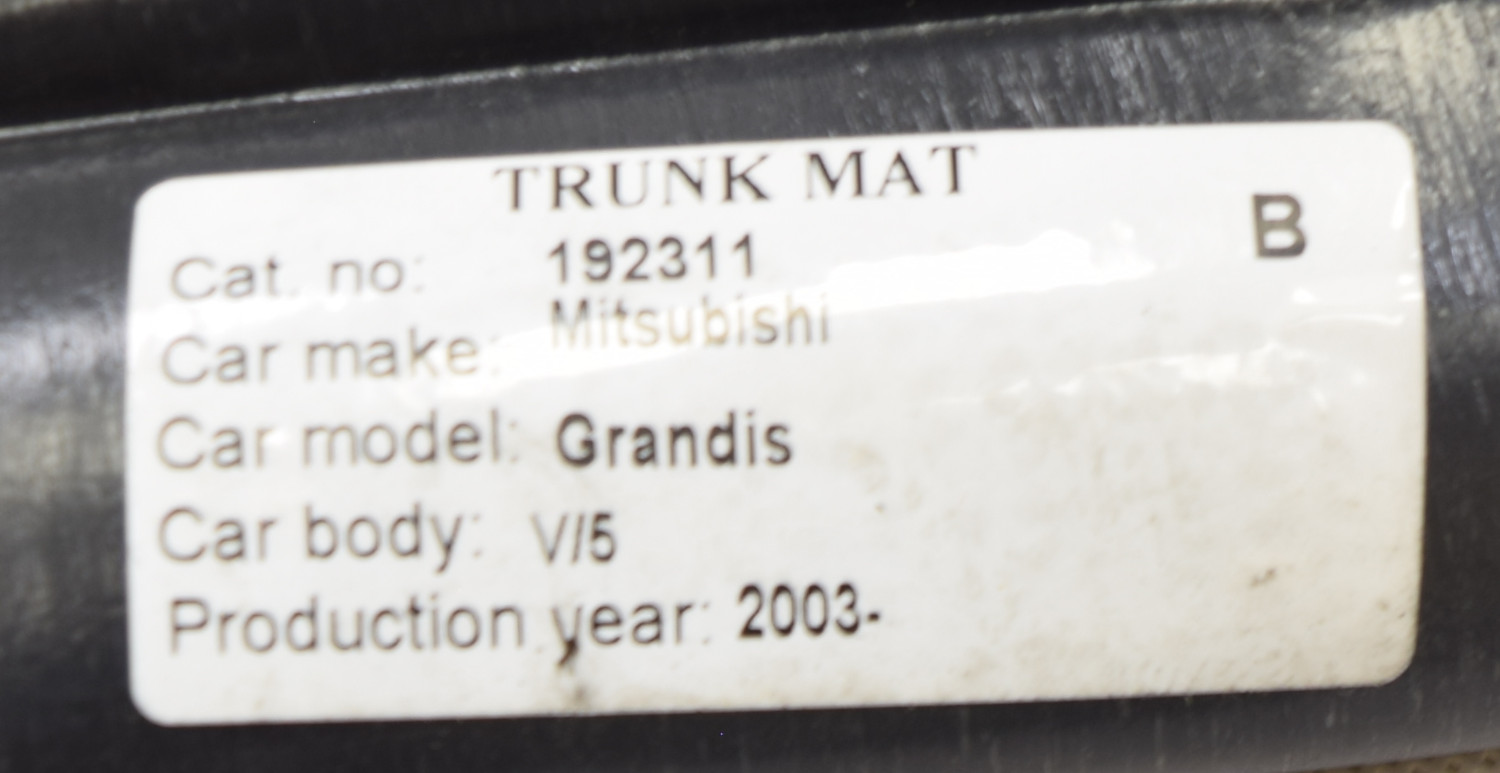 TRUNK MAT
B
Cat. no: 192311
Car make: Mitsubishi
Car model: Grandis
Car body: V/5
Production year: 2003-